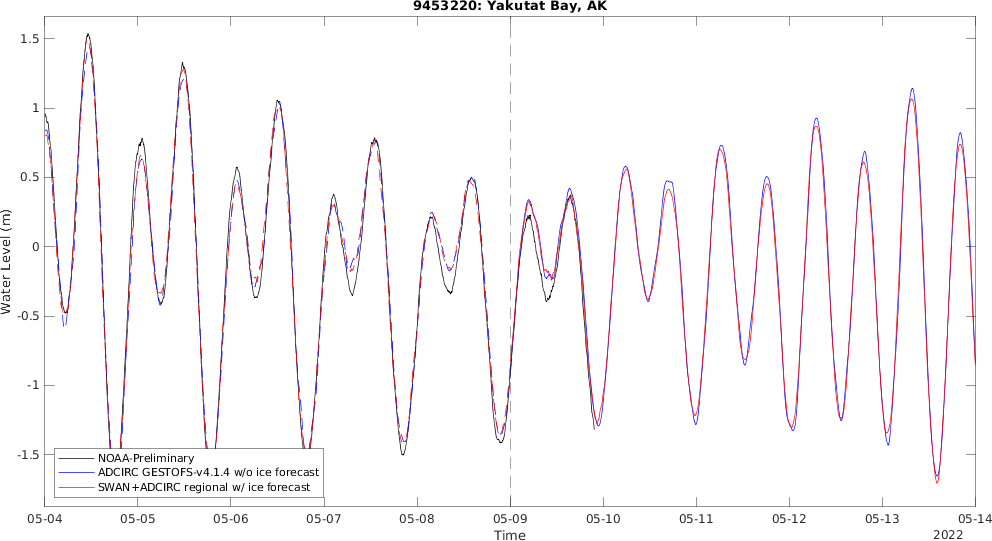 9453220: Yakutat Bay, AK
Water Level (m)
1.5
1
0.5
0
-0.5
-1
-1.5
NOAA-Preliminary
ADCIRC GESTOFS-v4.1.4 w/o ice forecast
SWAN+ADCIRC regional w/ ice forecast
05-04 05-05 05-06 05-07 05-08 05-09 05-10 05-11 05-12 05-13 05-14
Time
2022